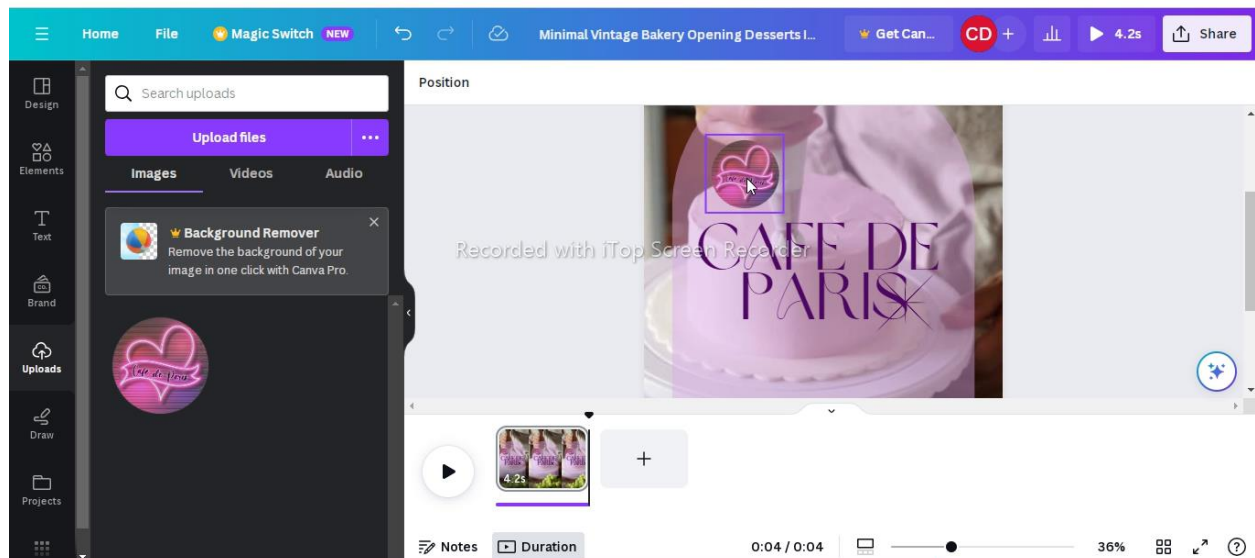 Home File Magic Switch NEW Minimal Vintage Bakery Opening Desserts I... Get Can... CD + 4.2s Share
Design
Elements
Text
Brand
Uploads
Draw
Projects
Search uploads
Upload files
Images Videos Audio
Background Remover
Remove the background of your
image in one click with Canva Pro.
Cafe de Paris
Position
CAFE DE
PARIS
Recorded with iTop Screen Recorder
4.2s
Notes Duration 0:04 / 0:04 36%